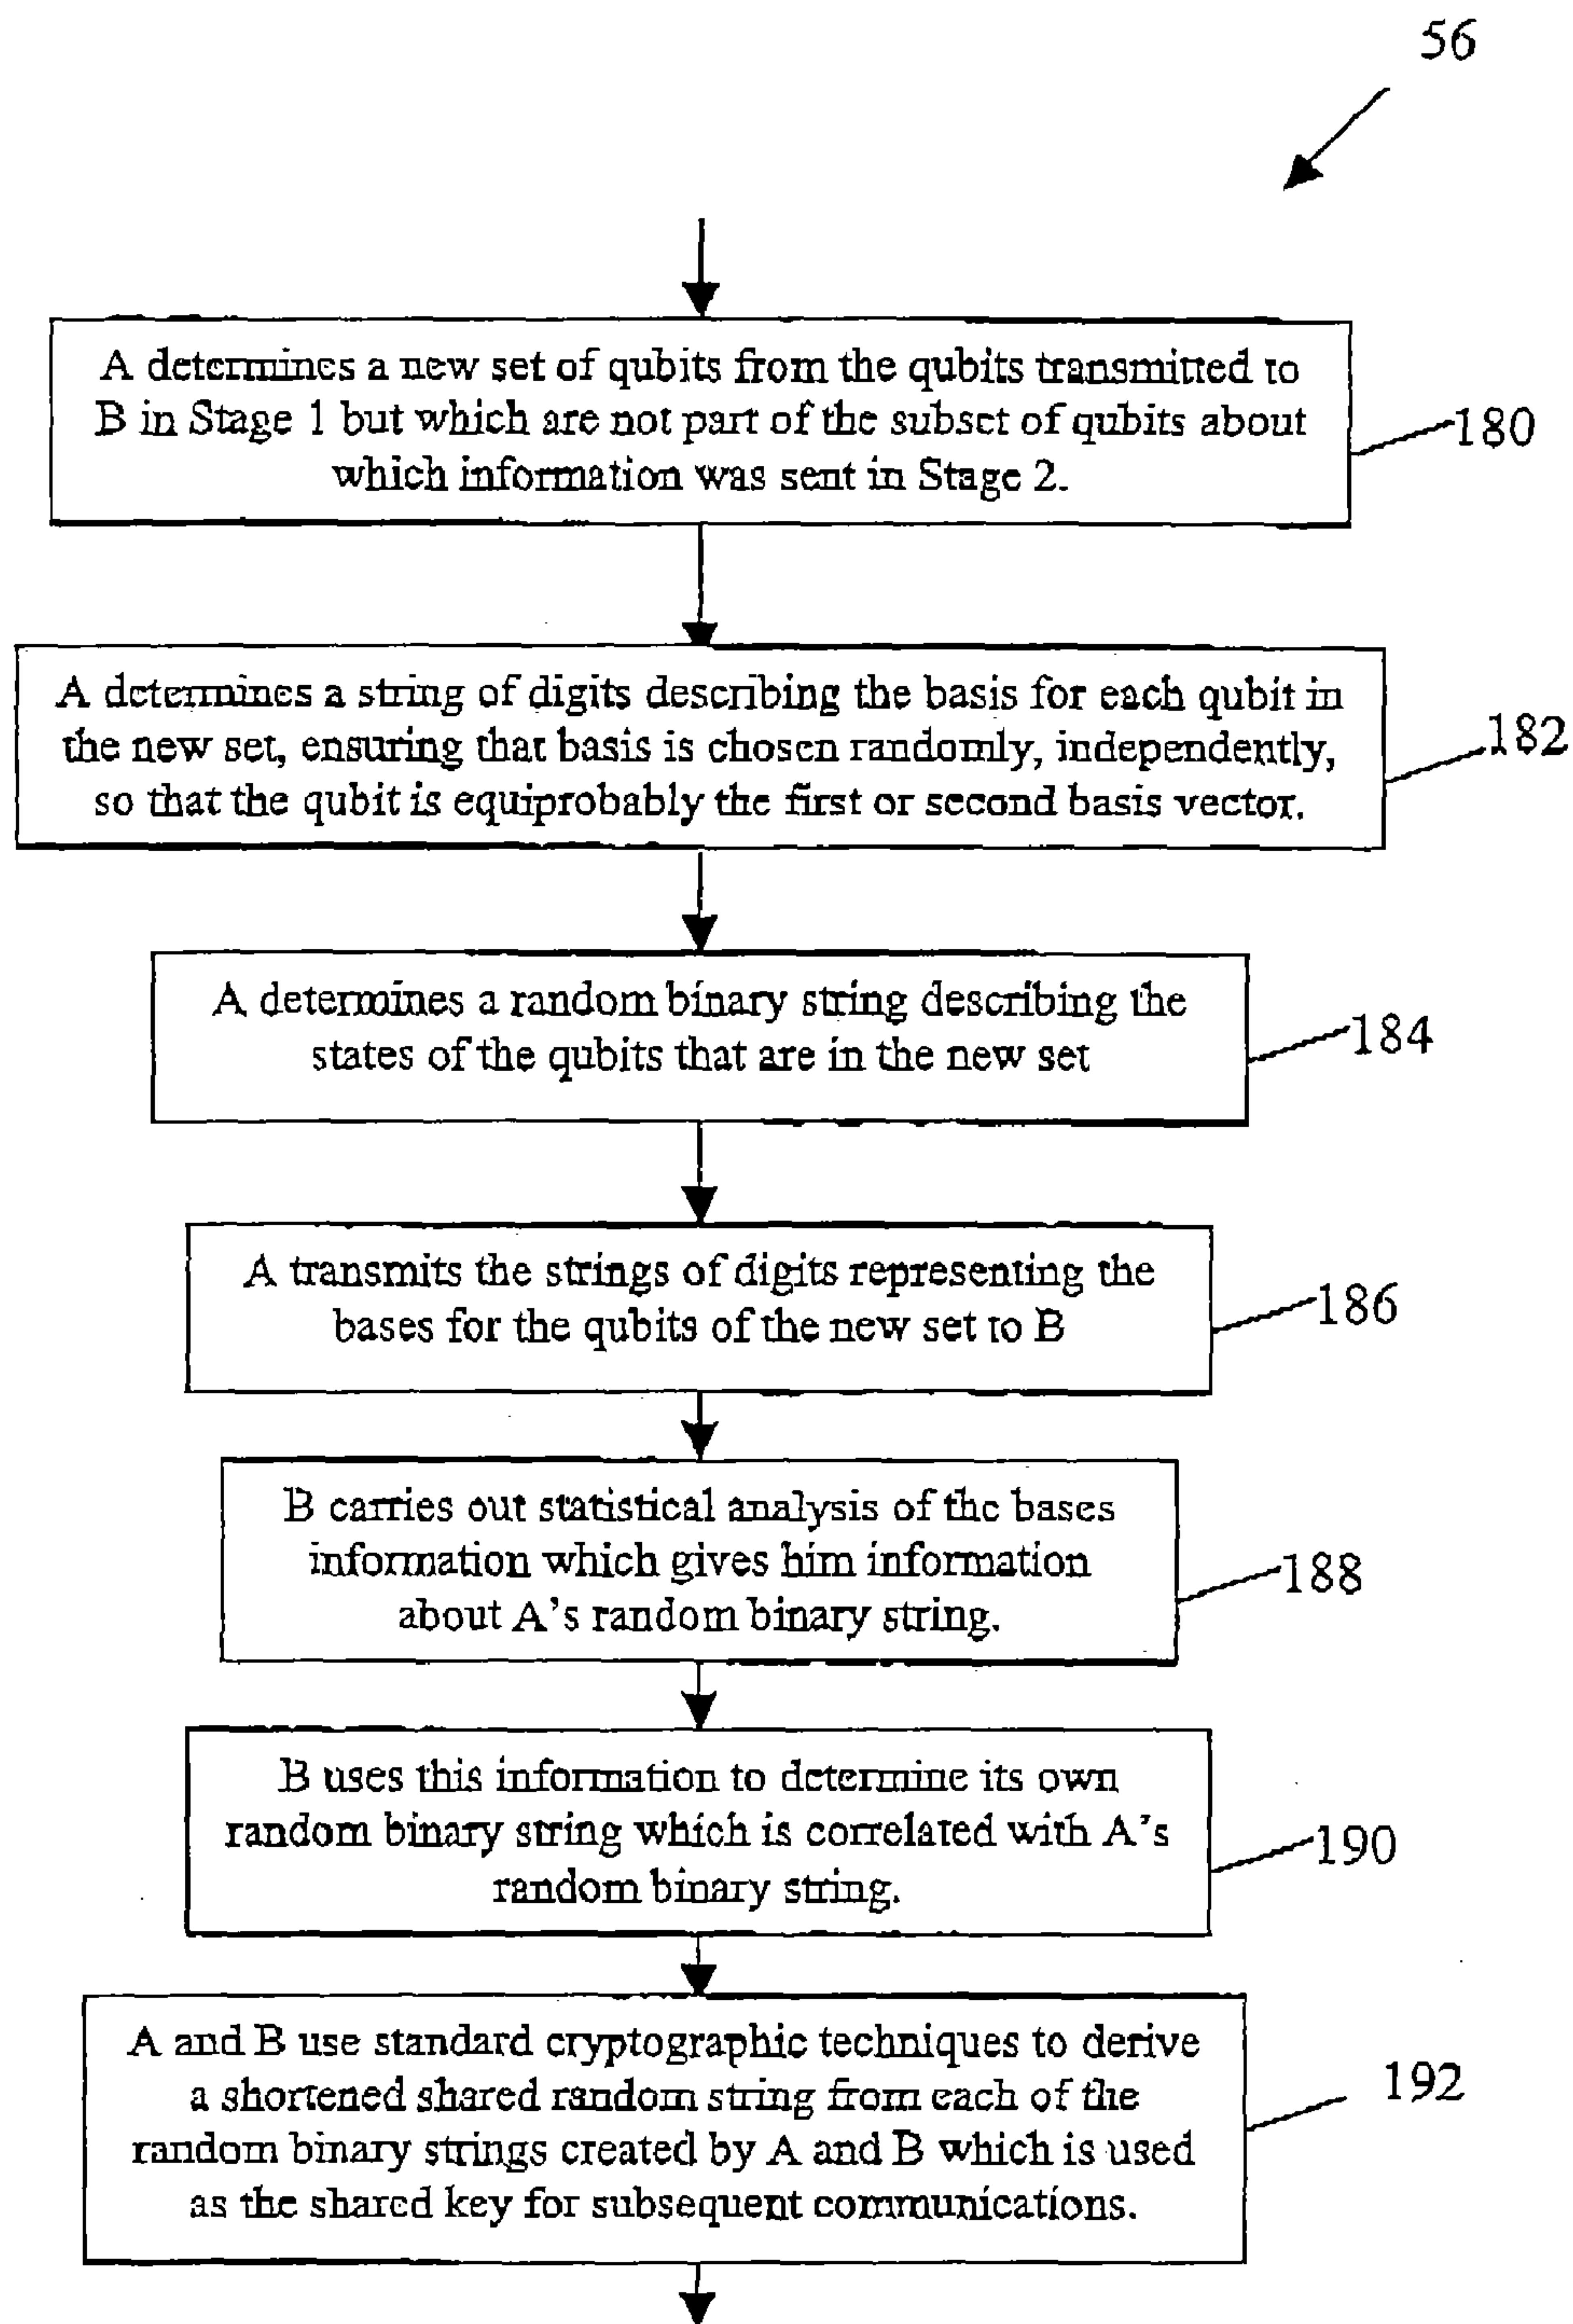 56
A determines a new set of qubits from the qubits transmitted to
B in Stage 1 but which are not part of the subset of qubits about
which information was sent in Stage 2.
180
A determines a string of digits describing the basis for each qubit in
the new set, ensuring that basis is chosen randomly, independently,
so that the qubit is equiprobably the first or second basis vector.
182
A determines a random binary string describing the
states of the qubits that are in the new set
184
A transmits the strings of digits representing the
bases for the qubits of the new set to B
186
B carries out statistical analysis of the bases
information which gives him information
about A's random binary string.
188
B uses this information to determine its own
random binary string which is correlated with A's
random binary string.
190
A and B use standard cryptographic techniques to derive
a shortened shared random string from each of the
random binary strings created by A and B which is used
as the shared key for subsequent communications.
192